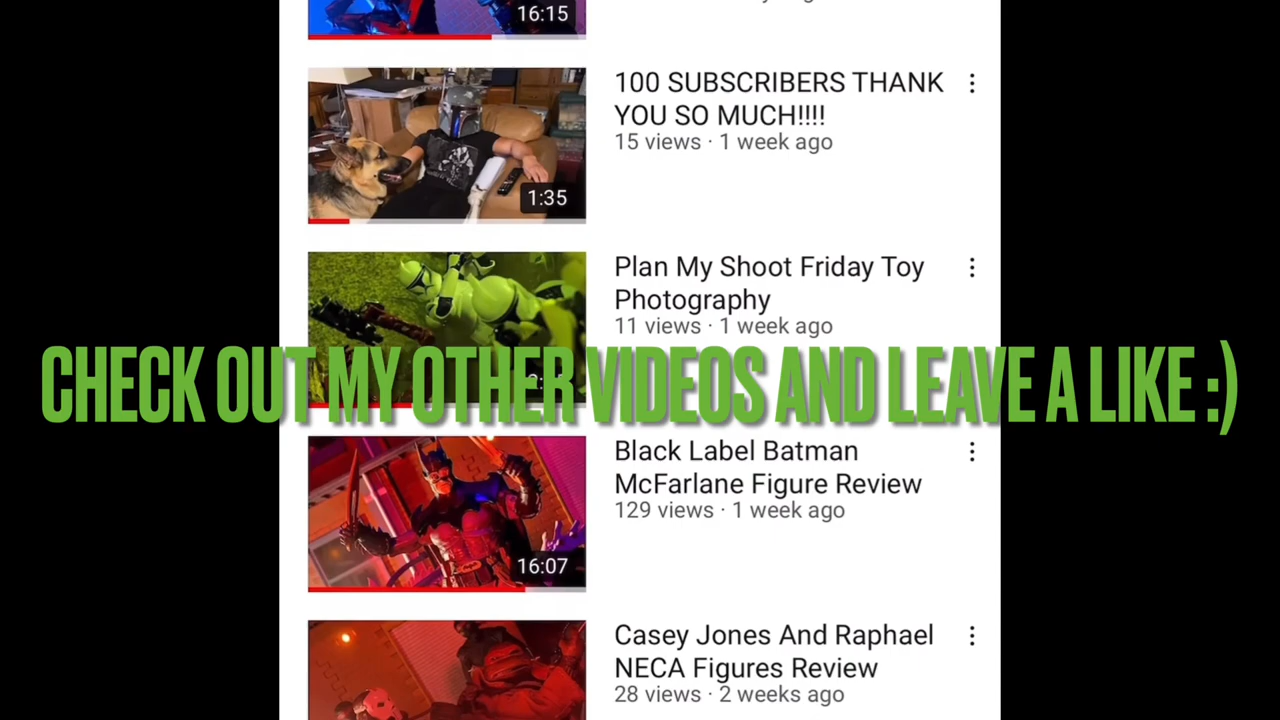 16:15
100 SUBSCRIBERS THANK
YOU SO MUCH!!!!
15 views · 1 week ago
1:35
Plan My Shoot Friday Toy
Photography
11 views · 1 week ago
CHECK OUT MY OTHER VIDEOS AND LEAVE A LIKE :)
Black Label Batman
McFarlane Figure Review
129 views · 1 week ago
16:07
Casey Jones And Raphael
NECA Figures Review
28 views · 2 weeks ago